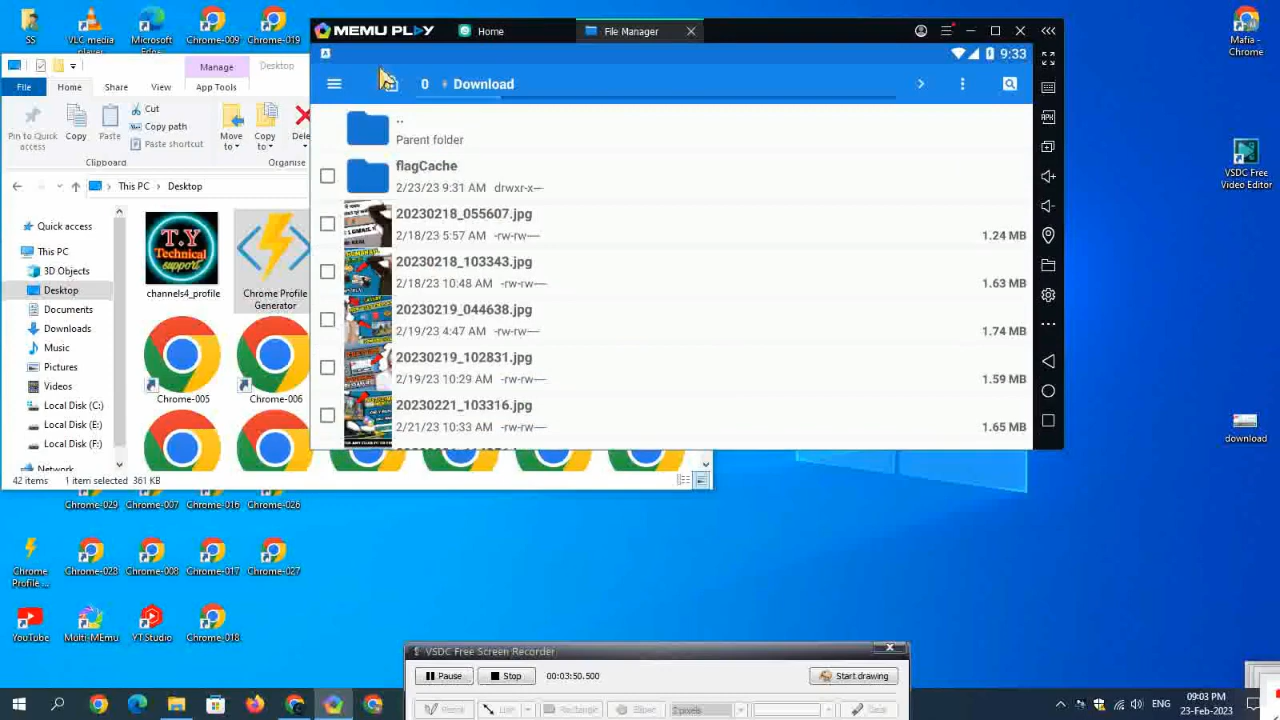 SS
VLC media player
Microsoft Edge
Chrome-009
Chrome-019
Mafia - Chrome
MEMU PLAY
Home
File Manager
9:33
0
Download
..
Parent folder
flagCache
2/23/23 9:31 AM drwxr-x—
20230218_055607.jpg
2/18/23 5:57 AM -rw-rw—
1.24 MB
20230218_103343.jpg
2/18/23 10:48 AM -rw-rw—
1.63 MB
20230219_044638.jpg
2/19/23 4:47 AM -rw-rw—
1.74 MB
20230219_102831.jpg
2/19/23 10:29 AM -rw-rw—
1.59 MB
20230221_103316.jpg
2/21/23 10:33 AM -rw-rw—
1.65 MB
APK
Manage
Desktop
File
Home
Share
View
App Tools
Pin to Quick access
Copy
Paste
Cut
Copy path
Paste shortcut
Move to
Copy to
Clipboard
Organise
This PC
Desktop
Quick access
This PC
3D Objects
Desktop
Documents
Downloads
Music
Pictures
Videos
Local Disk (C:)
Local Disk (E:)
Local Disk (F:)
Network
T.Y Technical support
channels4_profile
Chrome Profile Generator
Chrome-005
Chrome-006
42 items
1 item selected 361 KB
VSDC Free Video Editor
download
Chrome-029
Chrome-007
Chrome-016
Chrome-026
Chrome Profile ...
Chrome-028
Chrome-008
Chrome-017
Chrome-027
YouTube
Multi-MEmu
YT Studio
Chrome-018
VSDC Free Screen Recorder
Pause
Stop
00:03:50.500
Start drawing
Line
Rectangle
2 pixels
ENG
09:03 PM
23-Feb-2023